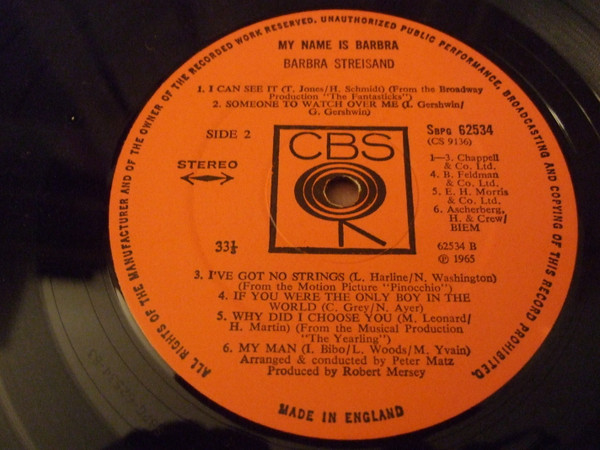 ALL RIGHTS OF THE MANUFACTURER AND OF THE OWNER OF THE RECORDED WORK RESERVED. UNAUTHORIZED PUBLIC PERFORMANCE, BROADCASTING AND COPYING OF THIS RECORD PROHIBITED.
MY NAME IS BARBRA
BARBRA STREISAND
1. I CAN SEE IT (T. Jones/H. Schmidt) (From the Broadway
Production "The Fantasticks")
2. SOMEONE TO WATCH OVER ME (I. Gershwin/
G. Gershwin)
SIDE 2
STEREO
33⅓
CBS
SBPG 62534
(CS 9136)
1—3. Chappell
& Co. Ltd.
4. B. Feldman
& Co. Ltd.
5. E. H. Morris
& Co. Ltd.
6. Ascherberg,
H. & Crew/
BIEM
62534 B
℗ 1965
3. I'VE GOT NO STRINGS (L. Harline/N. Washington)
(From the Motion Picture "Pinocchio")
4. IF YOU WERE THE ONLY BOY IN THE
WORLD (C. Grey/N. Ayer)
5. WHY DID I CHOOSE YOU (M. Leonard/
H. Martin) (From the Musical Production
"The Yearling")
6. MY MAN (I. Bibo/L. Woods/M. Yvain)
Arranged & conducted by Peter Matz
Produced by Robert Mersey
MADE IN ENGLAND